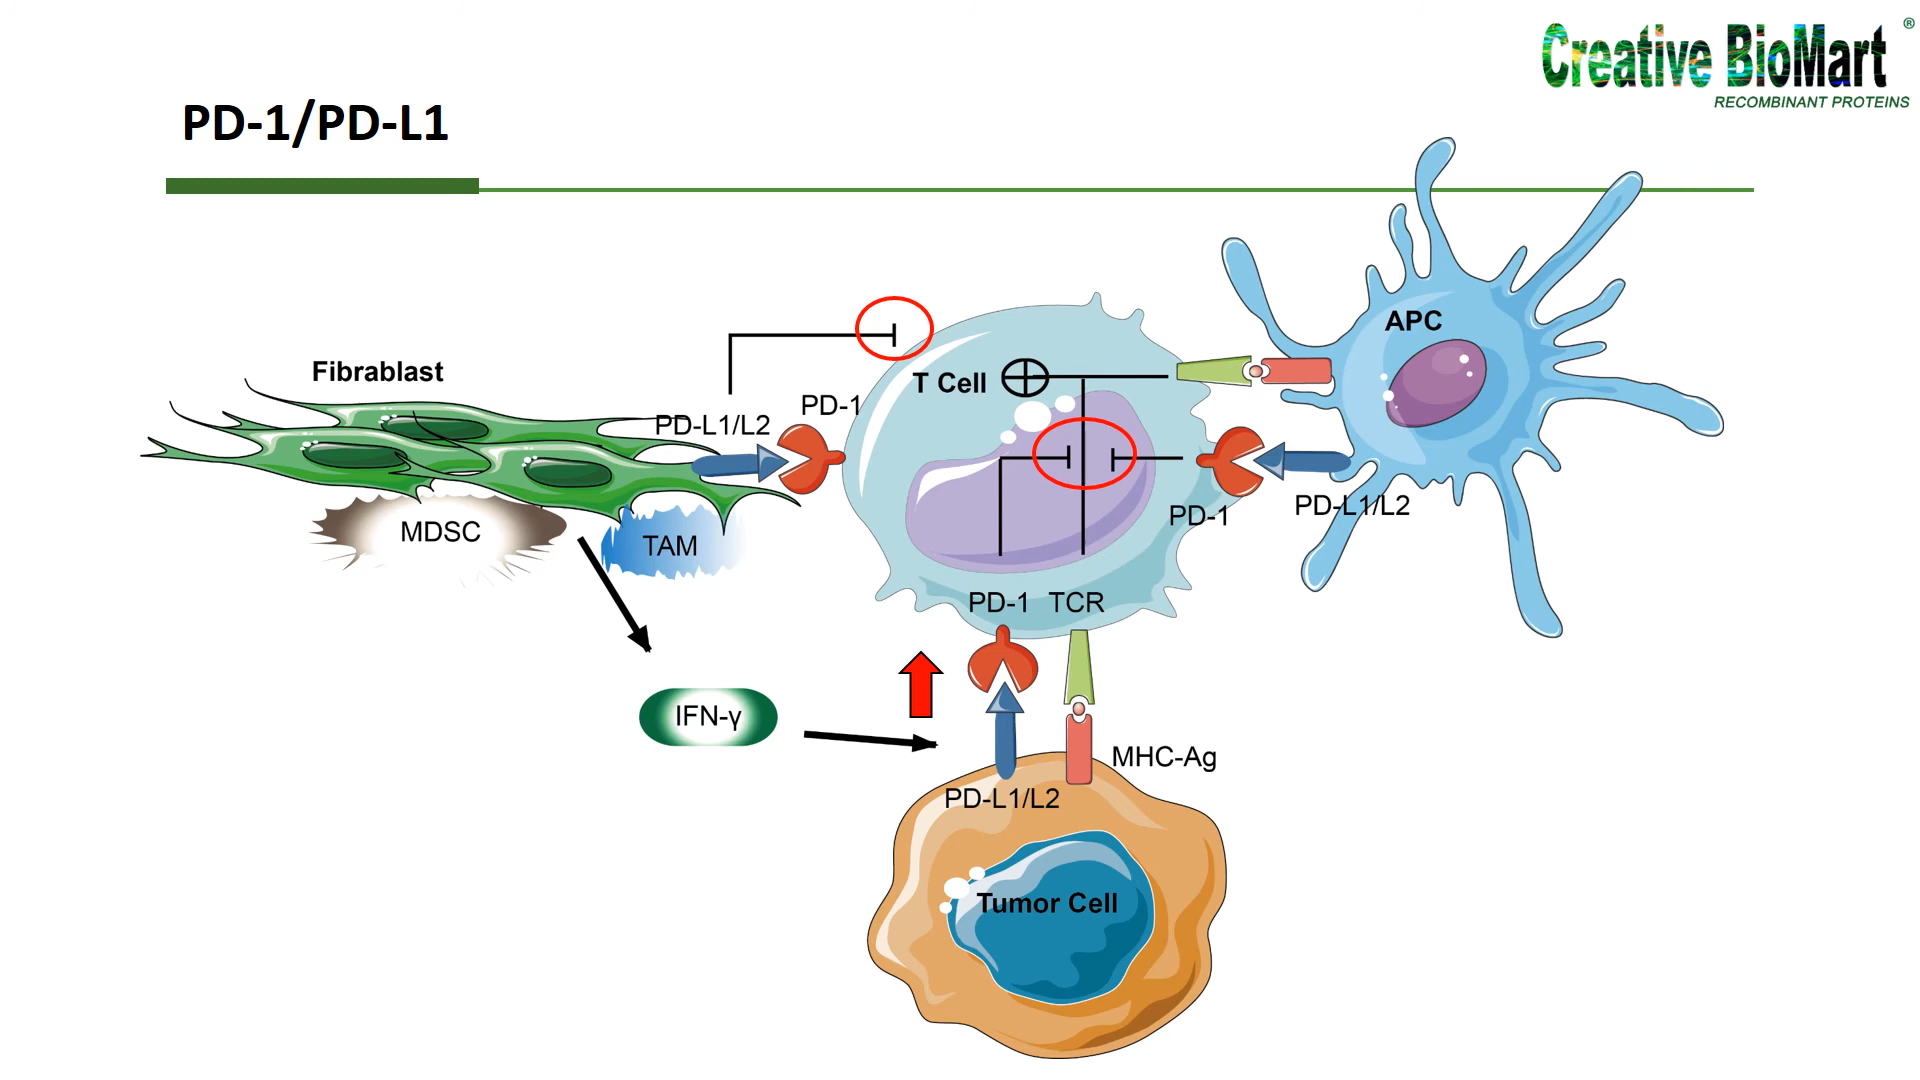 Creative BioMart ®
RECOMBINANT PROTEINS
PD-1/PD-L1
APC
Fibrablast
T Cell
PD-1
PD-L1/L2
PD-L1/L2
PD-1
MDSC
TAM
PD-1 TCR
IFN-γ
MHC-Ag
PD-L1/L2
Tumor Cell